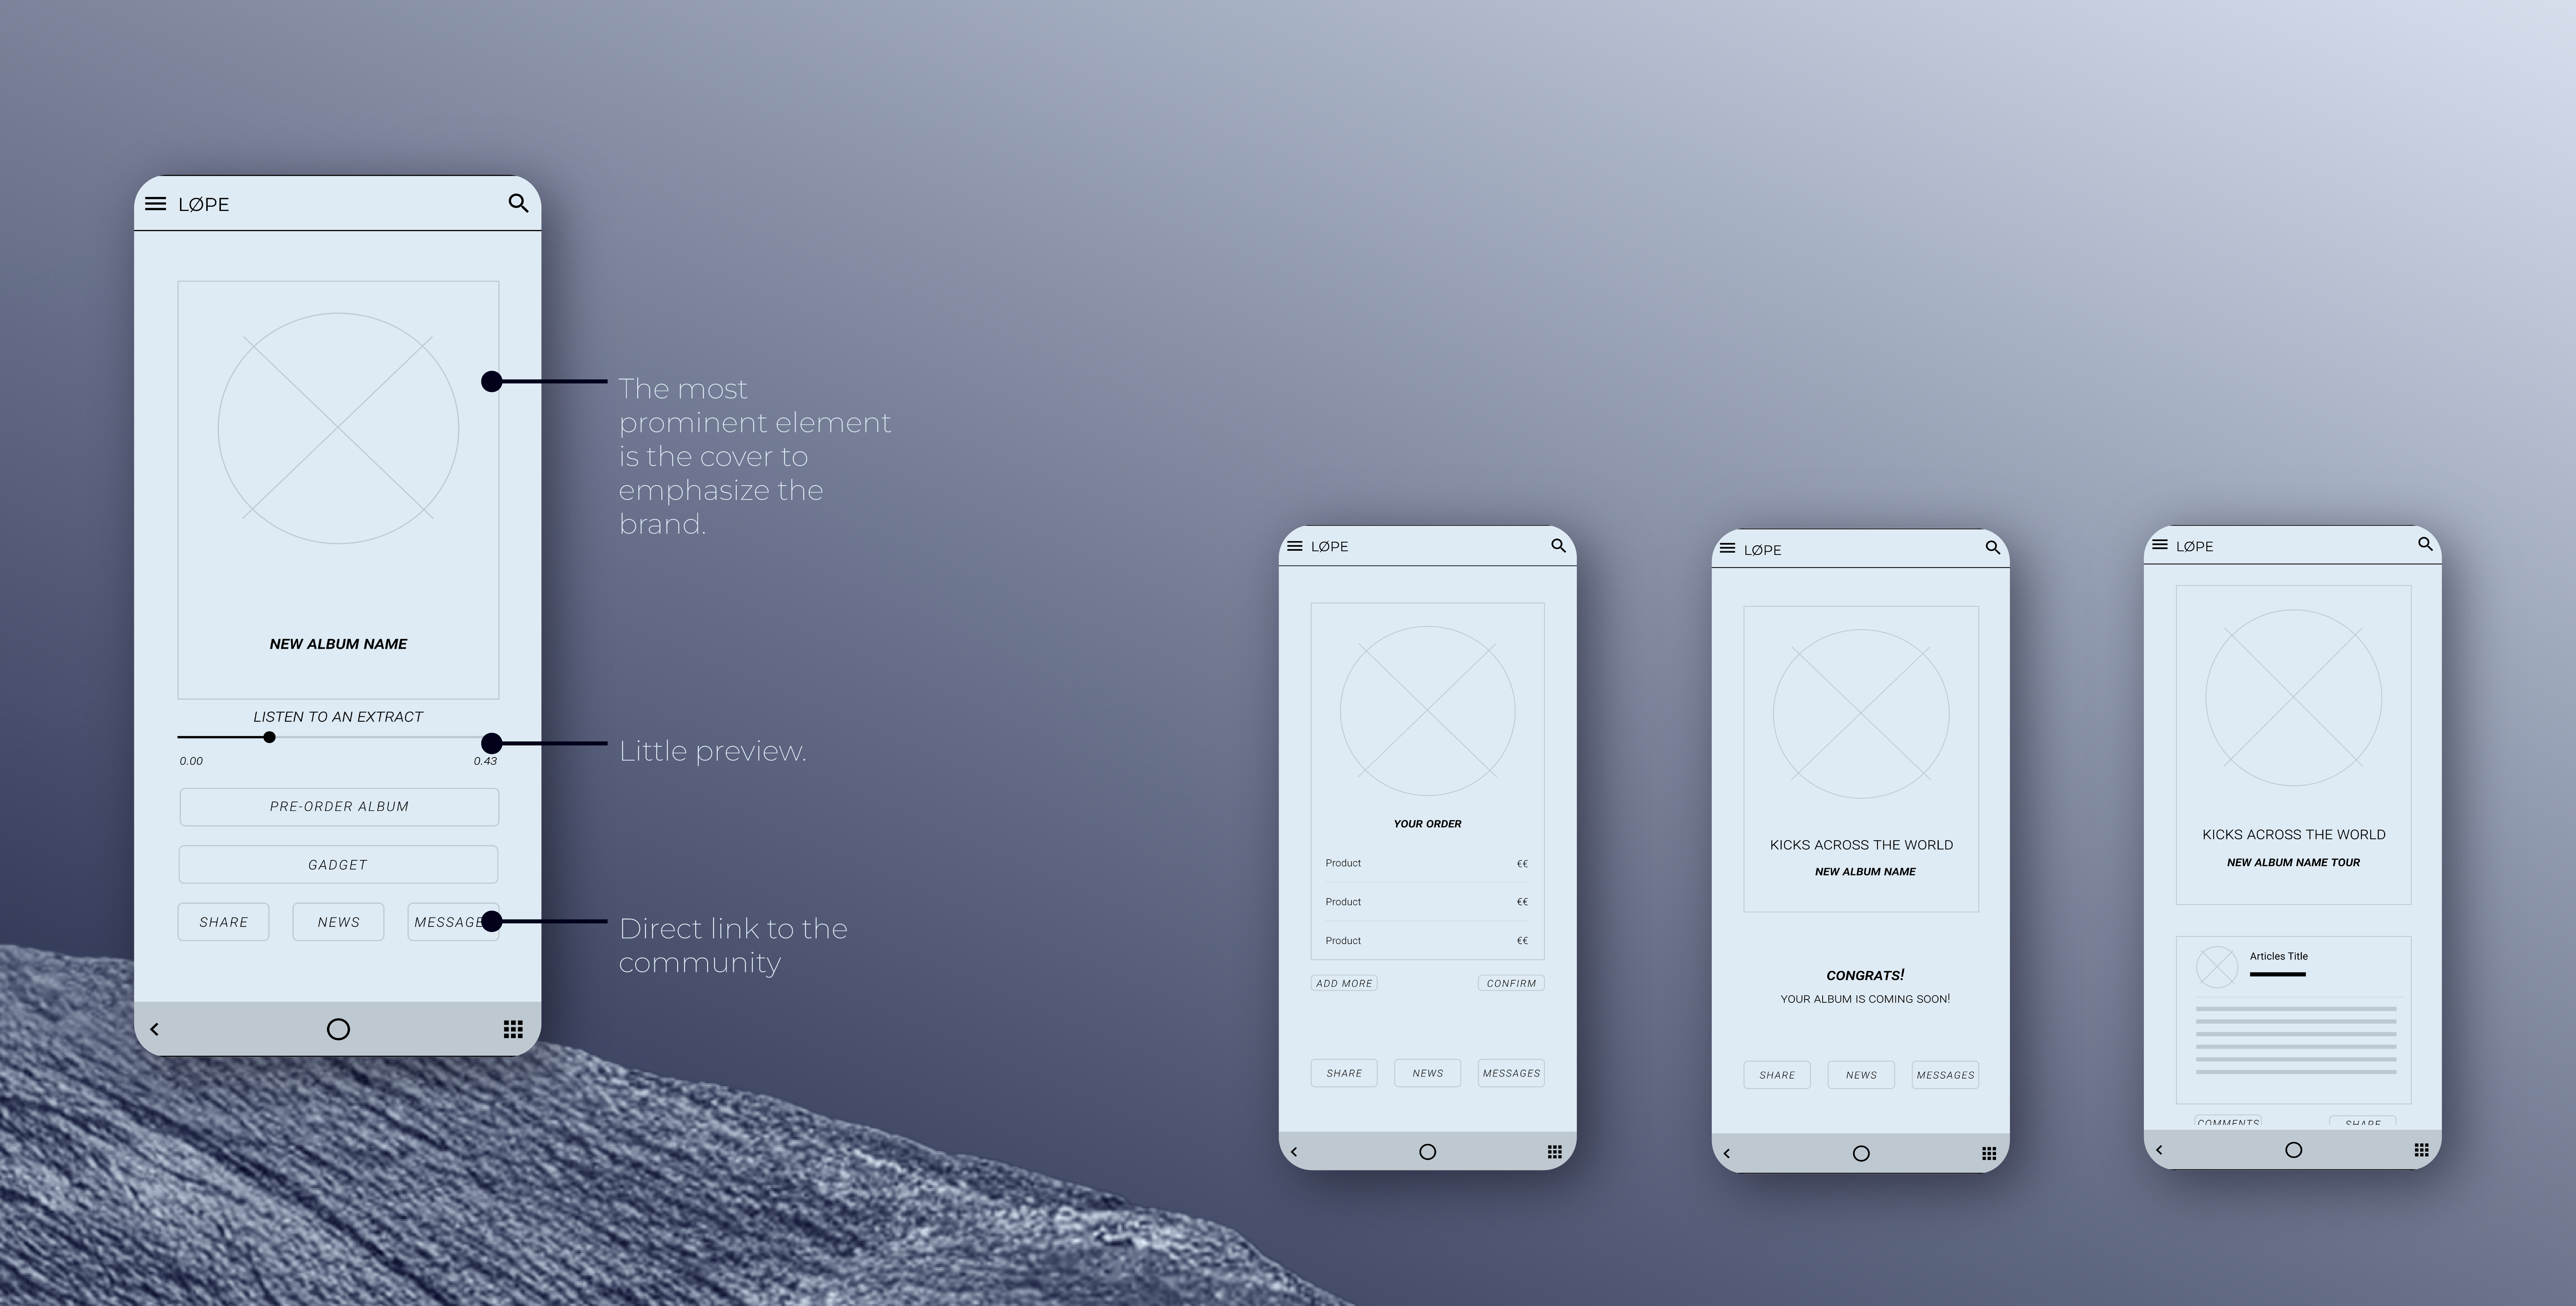 LØPE
NEW ALBUM NAME
LISTEN TO AN EXTRACT
0.00 0.43
PRE-ORDER ALBUM
GADGET
SHARE NEWS MESSAGE
The most
prominent element
is the cover to
emphasize the
brand.
Little preview.
Direct link to the
community
LØPE
YOUR ORDER
Product €€
Product €€
Product €€
ADD MORE CONFIRM
SHARE NEWS MESSAGES
LØPE
KICKS ACROSS THE WORLD
NEW ALBUM NAME
CONGRATS!
YOUR ALBUM IS COMING SOON!
SHARE NEWS MESSAGES
LØPE
KICKS ACROSS THE WORLD
NEW ALBUM NAME TOUR
Articles Title
COMMENTS SHARE